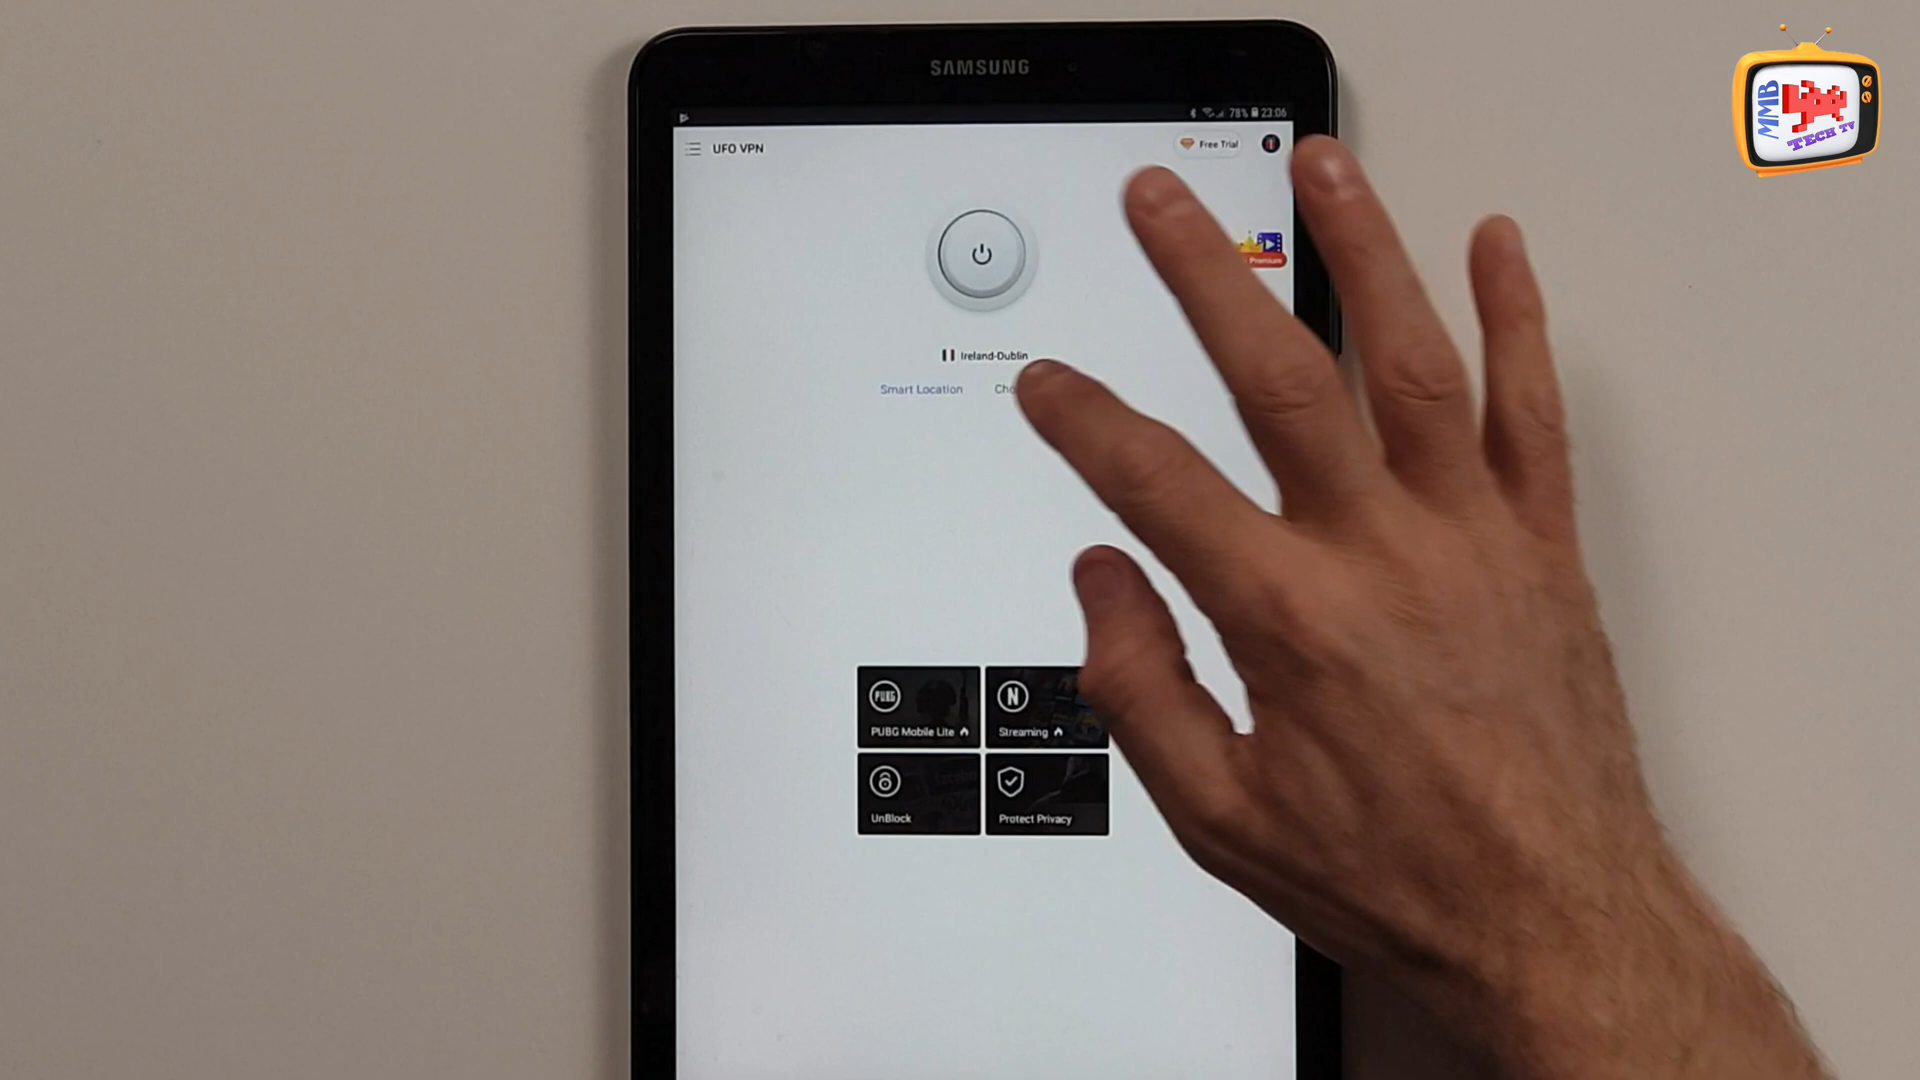 SAMSUNG
78% 23:06
UFO VPN
Free Trial
Premium
Ireland-Dublin
Smart Location
PUBG
PUBG Mobile Lite
N
Streaming
UnBlock
Protect Privacy
MMB
TECH TV